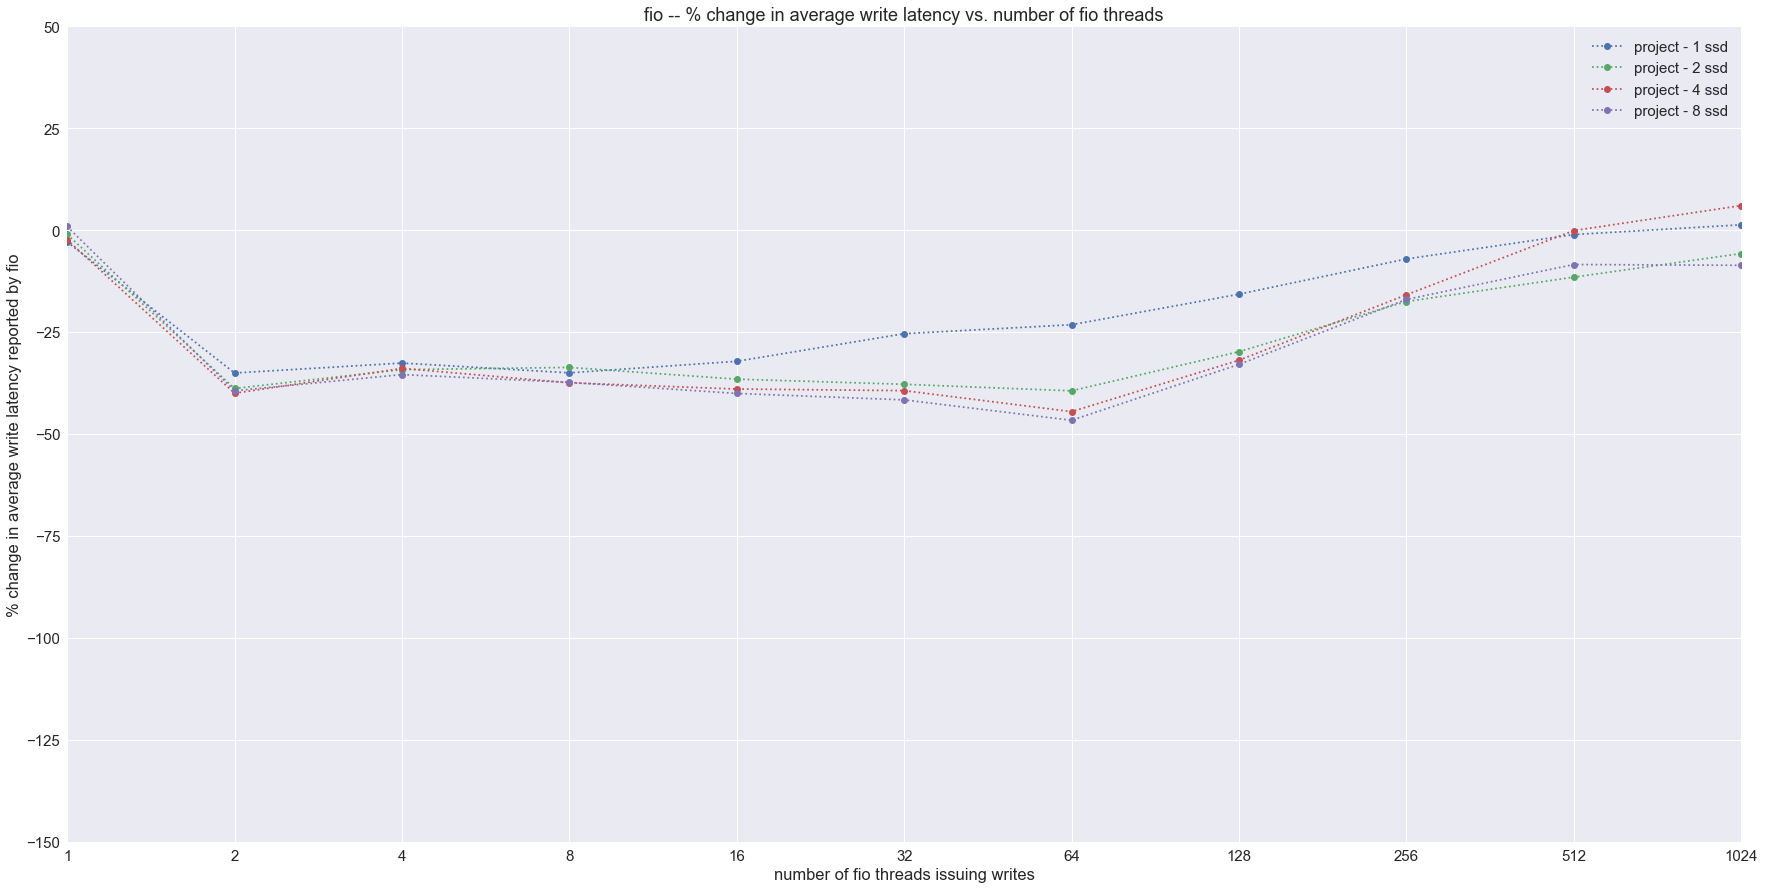 fio -- % change in average write latency vs. number of fio threads
project - 1 ssd
project - 2 ssd
project - 4 ssd
project - 8 ssd
% change in average write latency reported by fio
50
25
0
−25
−50
−75
−100
−125
−150
1 2 4 8 16 32 64 128 256 512 1024
number of fio threads issuing writes